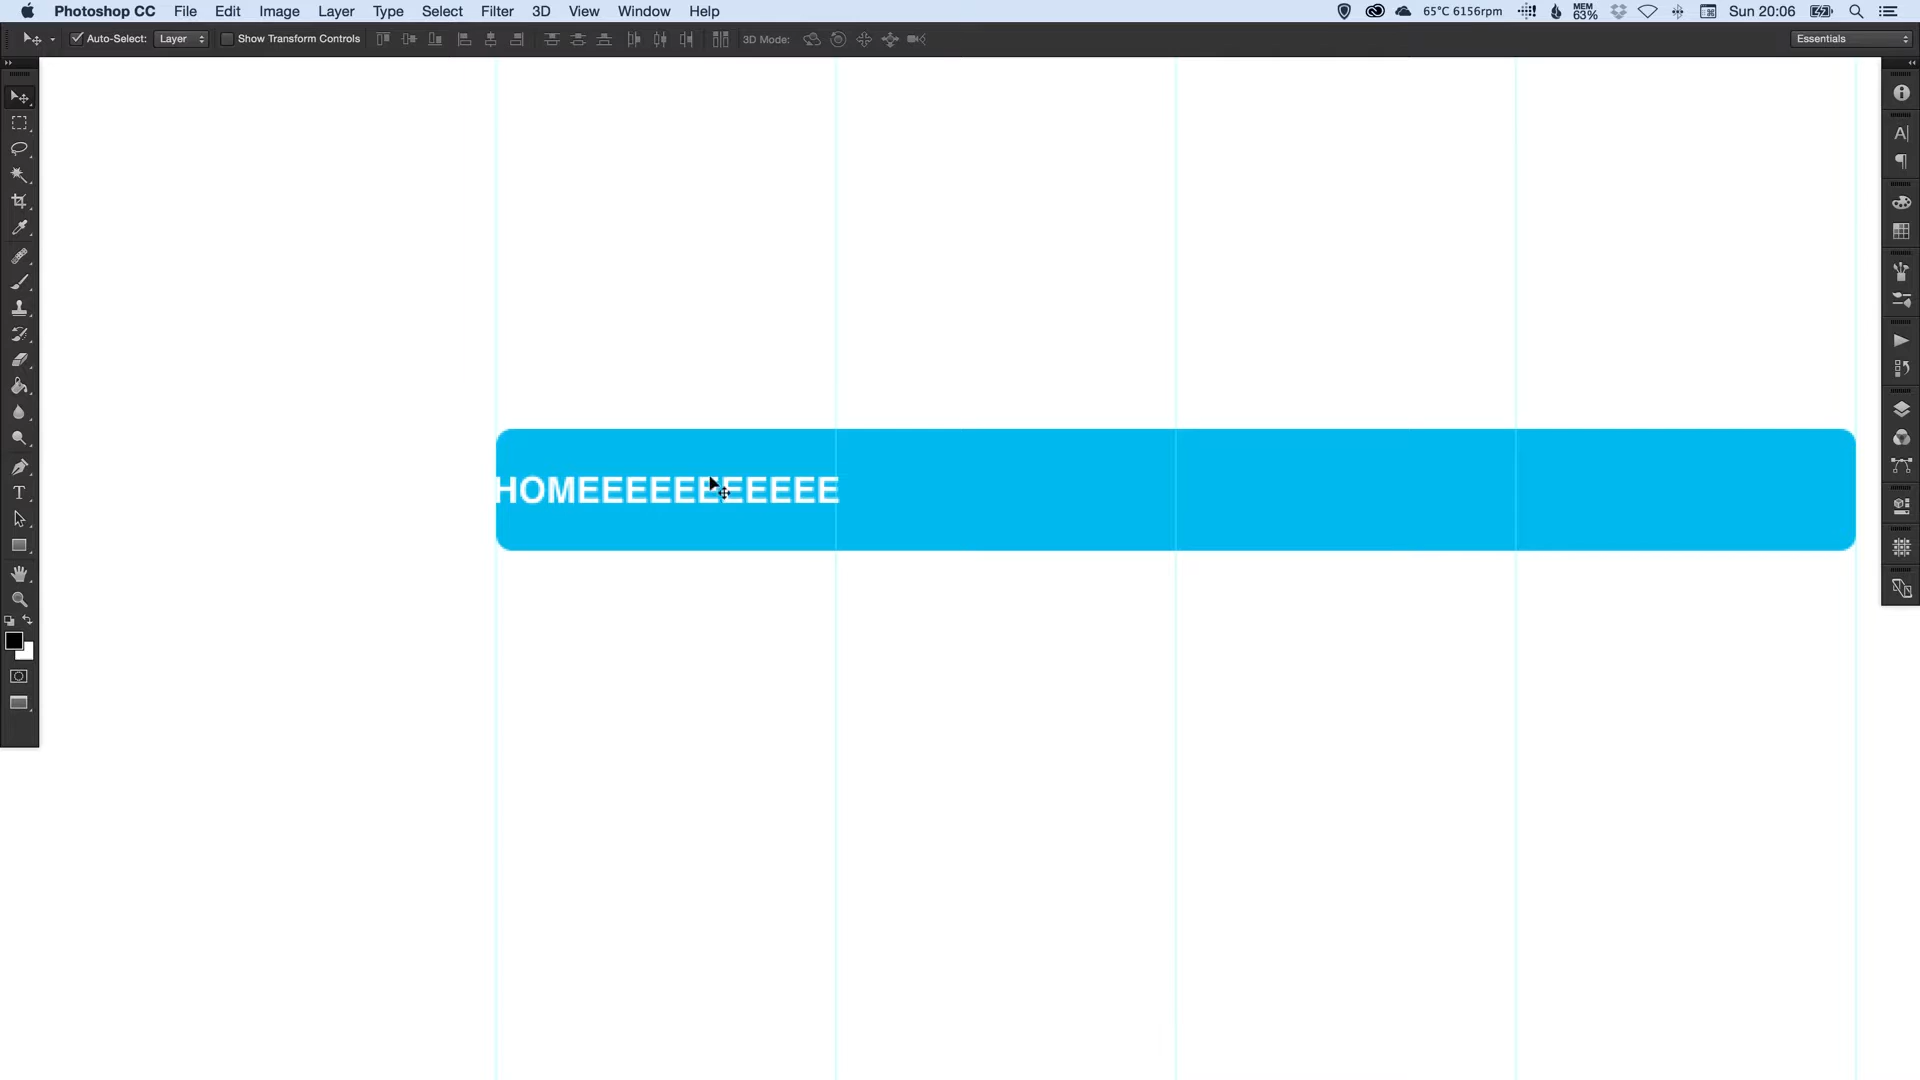 Photoshop CC File Edit Image Layer Type Select Filter 3D View Window Help 65°C 6156rpm MEM 63% Sun 20:06
Auto-Select: Layer Show Transform Controls 3D Mode: Essentials
HOMEEEEEEEEEEE